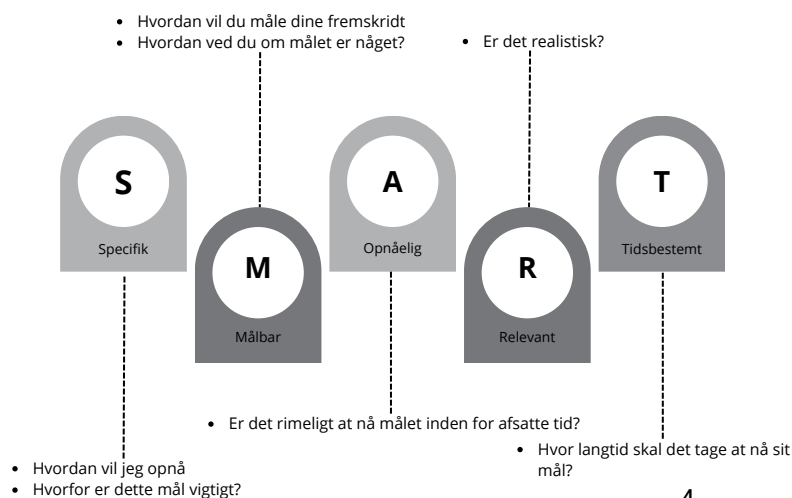 • Hvordan vil du måle dine fremskridt
• Hvordan ved du om målet er nået?
• Er det realistisk?
S
Specifik
M
Målbar
A
Opnåelig
R
Relevant
T
Tidsbestemt
• Er det rimeligt at nå målet inden for afsatte tid?
• Hvor langtid skal det tage at nå sit
mål?
• Hvordan vil jeg opnå
• Hvorfor er dette mål vigtigt?
4